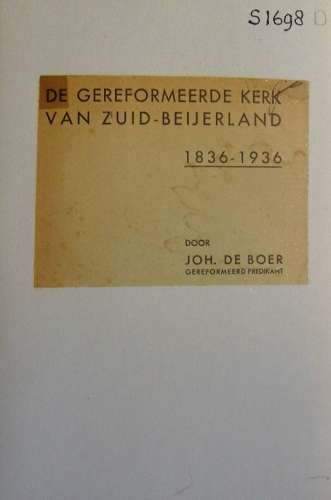 S1698 D
DE GEREFORMEERDE KERK
VAN ZUID-BEIJERLAND
1836-1936
DOOR
JOH. DE BOER
GEREFORMEERD PREDIKANT